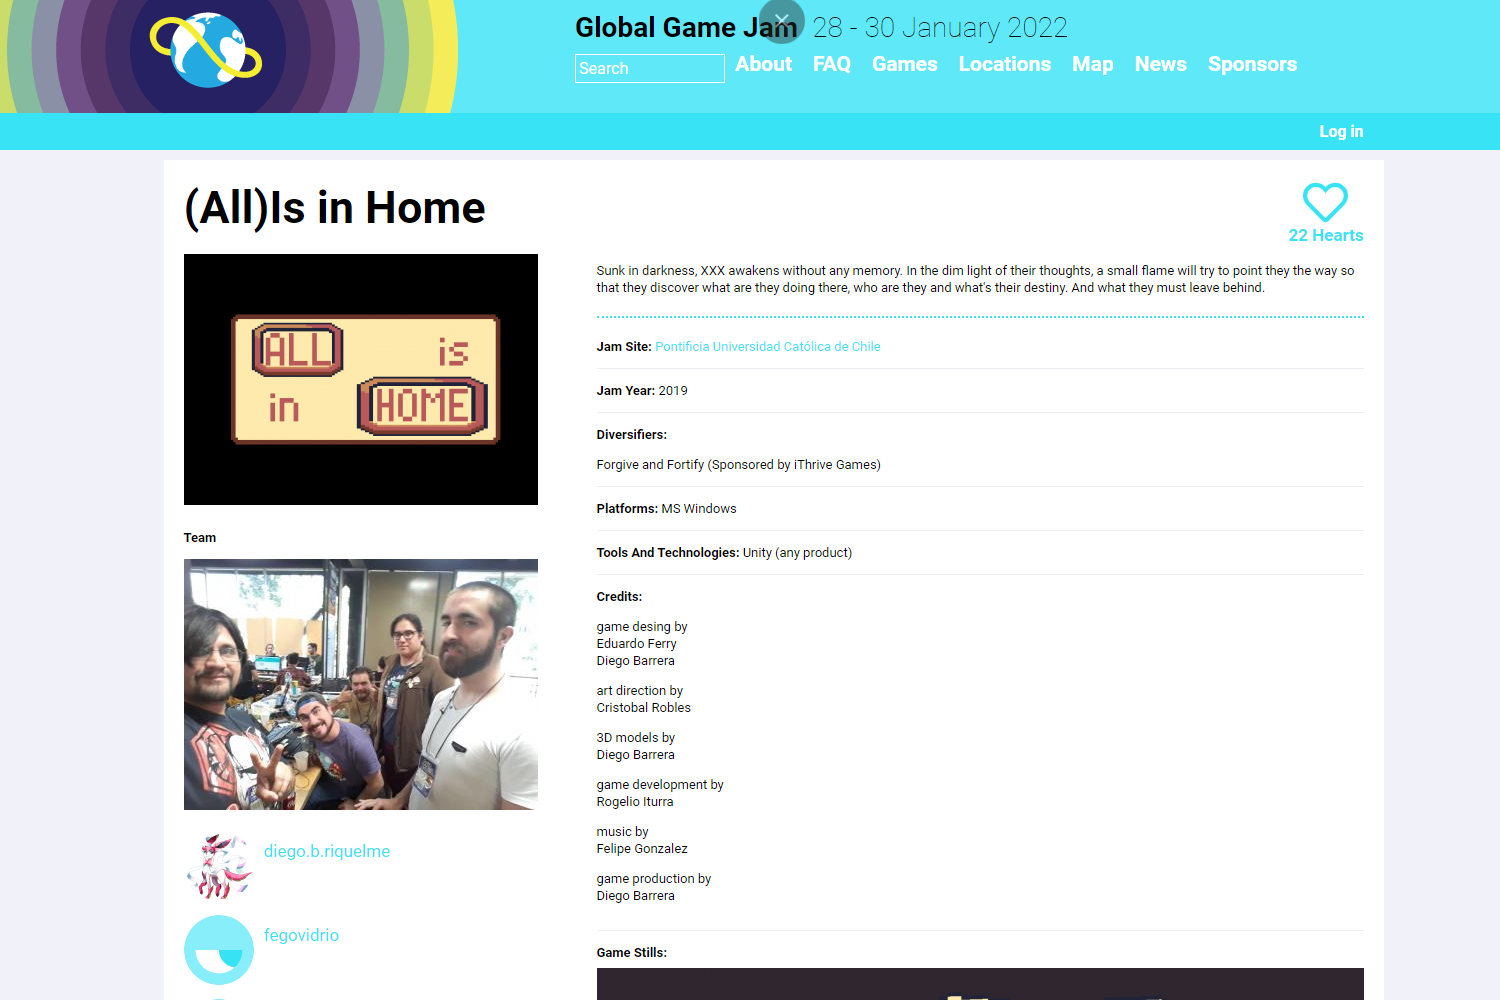 Global Game Jam 28 - 30 January 2022
Search
About FAQ Games Locations Map News Sponsors
Log in
(All)Is in Home
22 Hearts
ALL is
in HOME
Team
diego.b.riquelme
fegovidrio
Sunk in darkness, XXX awakens without any memory. In the dim light of their thoughts, a small flame will try to point they the way so
that they discover what are they doing there, who are they and what's their destiny. And what they must leave behind.
Jam Site: Pontificia Universidad Católica de Chile
Jam Year: 2019
Diversifiers:
Forgive and Fortify (Sponsored by iThrive Games)
Platforms: MS Windows
Tools And Technologies: Unity (any product)
Credits:
game desing by
Eduardo Ferry
Diego Barrera
art direction by
Cristobal Robles
3D models by
Diego Barrera
game development by
Rogelio Iturra
music by
Felipe Gonzalez
game production by
Diego Barrera
Game Stills: